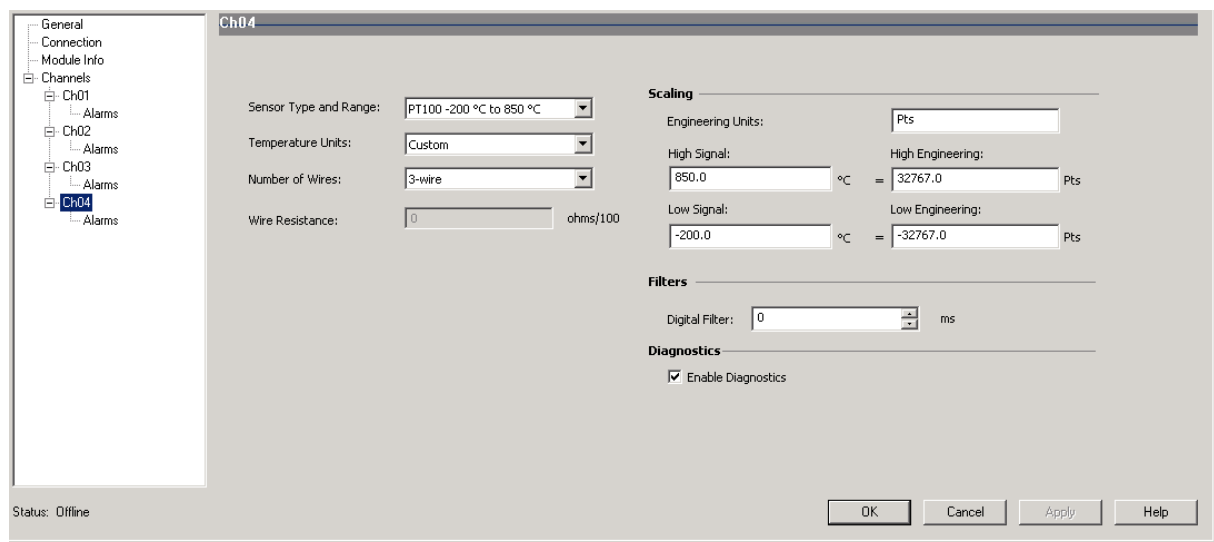 General
Connection
Module Info
Channels
Ch01
Alarms
Ch02
Alarms
Ch03
Alarms
Ch04
Alarms
Ch04
Sensor Type and Range: PT100 -200 °C to 850 °C
Temperature Units: Custom
Number of Wires: 3-wire
Wire Resistance: 0 ohms/100
Scaling
Engineering Units: Pts
High Signal: High Engineering:
850.0 °C = 32767.0 Pts
Low Signal: Low Engineering:
-200.0 °C = -32767.0 Pts
Filters
Digital Filter: 0 ms
Diagnostics
Enable Diagnostics
Status: Offline
OK Cancel Apply Help